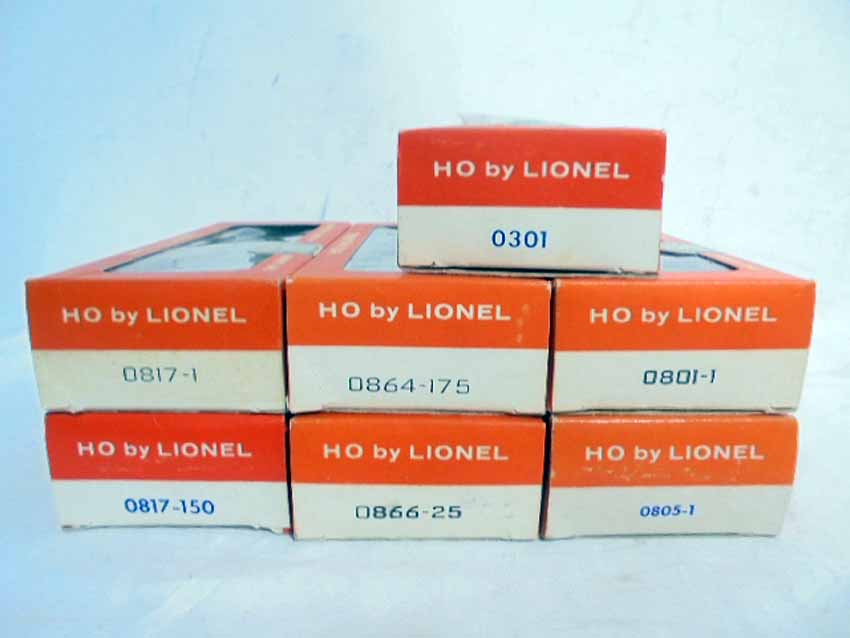 HO by LIONEL
0301
HO by LIONEL
0817-1
HO by LIONEL
0864-175
HO by LIONEL
0801-1
HO by LIONEL
0817-150
HO by LIONEL
0866-25
HO by LIONEL
0805-1